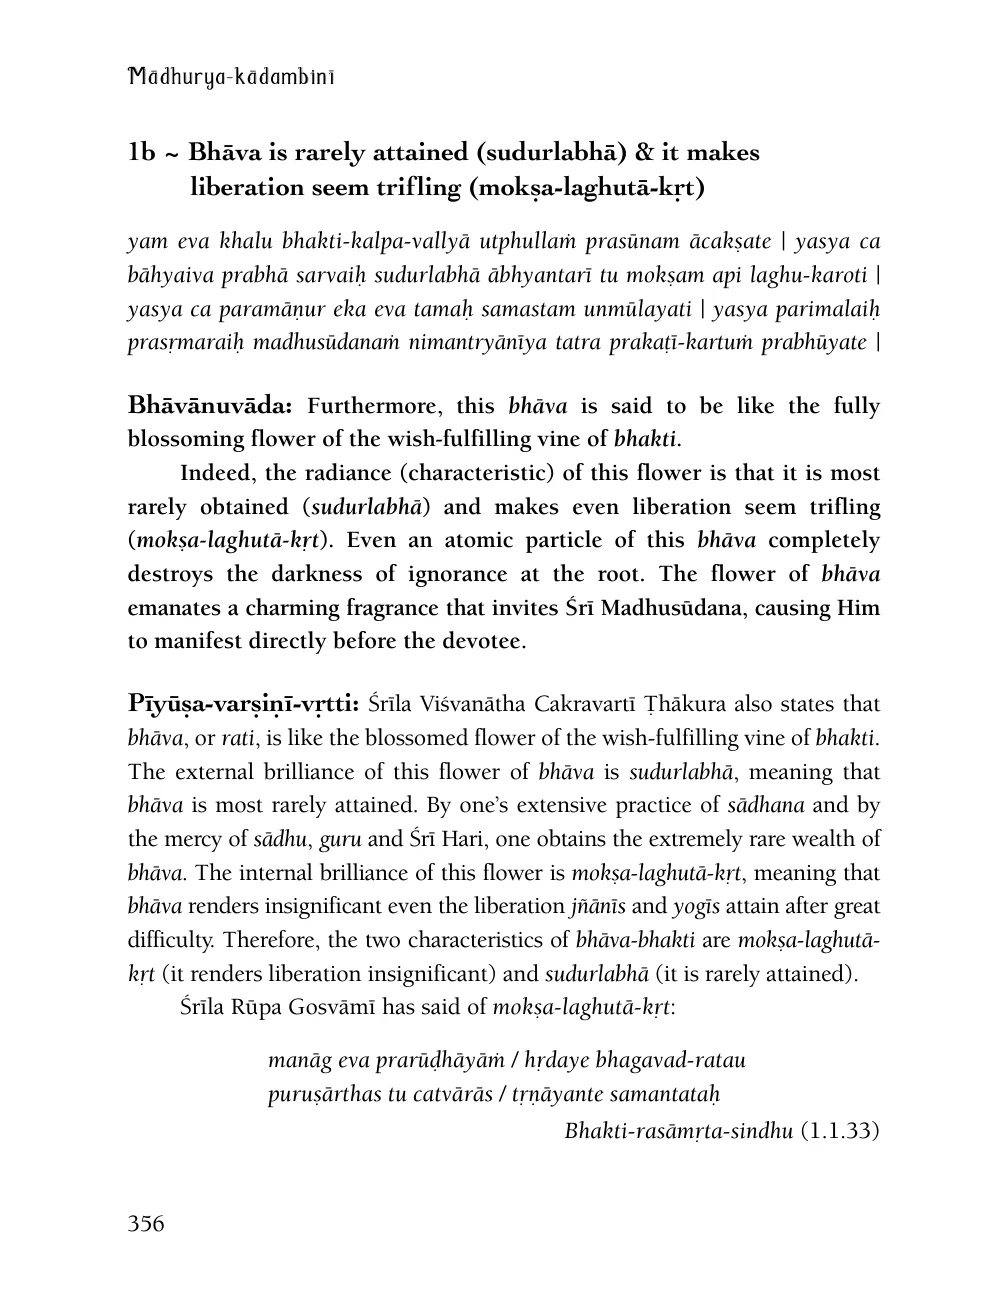 Mādhurya-kādambinī
1b ~ Bhāva is rarely attained (sudurlabhā) & it makes
liberation seem trifling (mokṣa-laghutā-kṛt)
yam eva khalu bhakti-kalpa-vallyā utphullaṁ prasūnam ācakṣate | yasya ca
bāhyaiva prabhā sarvaiḥ sudurlabhā ābhyantarī tu mokṣam api laghu-karoti |
yasya ca paramāṇur eka eva tamaḥ samastam unmūlayati | yasya parimalaiḥ
prasṛmaraiḥ madhusūdanaṁ nimantryānīya tatra prakaṭī-kartuṁ prabhūyate |
Bhāvānuvāda: Furthermore, this bhāva is said to be like the fully
blossoming flower of the wish-fulfilling vine of bhakti.
Indeed, the radiance (characteristic) of this flower is that it is most
rarely obtained (sudurlabhā) and makes even liberation seem trifling
(mokṣa-laghutā-kṛt). Even an atomic particle of this bhāva completely
destroys the darkness of ignorance at the root. The flower of bhāva
emanates a charming fragrance that invites Śrī Madhusūdana, causing Him
to manifest directly before the devotee.
Pīyūṣa-varṣiṇī-vṛtti: Śrīla Viśvanātha Cakravartī Ṭhākura also states that
bhāva, or rati, is like the blossomed flower of the wish-fulfilling vine of bhakti.
The external brilliance of this flower of bhāva is sudurlabhā, meaning that
bhāva is most rarely attained. By one’s extensive practice of sādhana and by
the mercy of sādhu, guru and Śrī Hari, one obtains the extremely rare wealth of
bhāva. The internal brilliance of this flower is mokṣa-laghutā-kṛt, meaning that
bhāva renders insignificant even the liberation jñānīs and yogīs attain after great
difficulty. Therefore, the two characteristics of bhāva-bhakti are mokṣa-laghutā-
kṛt (it renders liberation insignificant) and sudurlabhā (it is rarely attained).
Śrīla Rūpa Gosvāmī has said of mokṣa-laghutā-kṛt:
manāg eva prarūḍhāyāṁ / hṛdaye bhagavad-ratau
puruṣārthas tu catvārās / tṛṇāyante samantataḥ
Bhakti-rasāmṛta-sindhu (1.1.33)
356